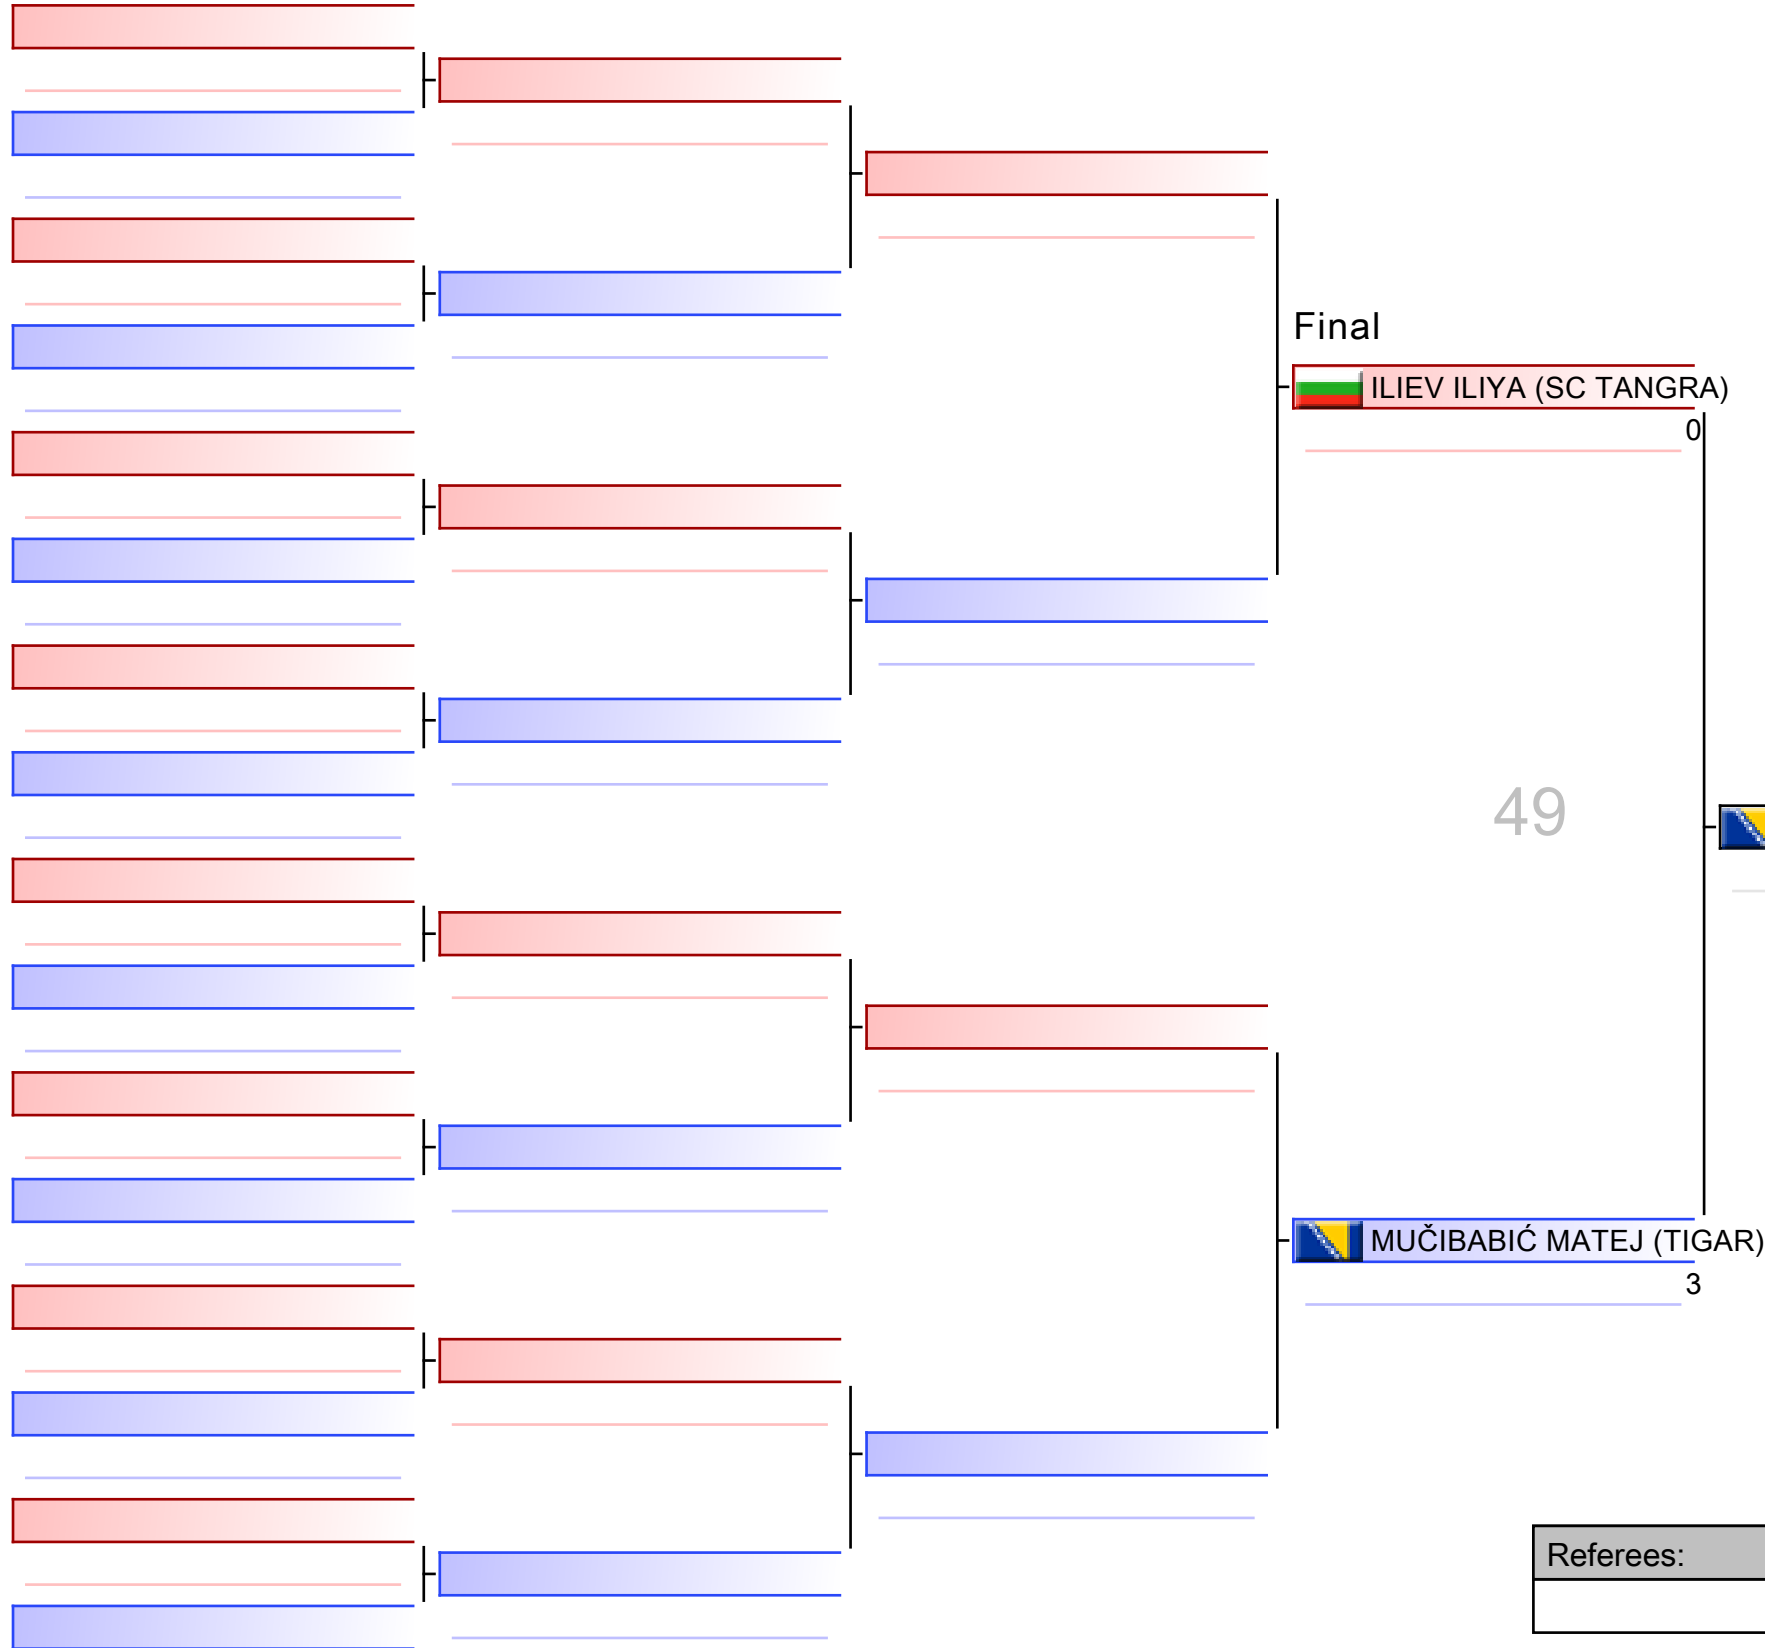 Final
ILIEV ILIYA (SC TANGRA)
0
49
MUČIBABIĆ MATEJ (TIGAR)
3
Referees: